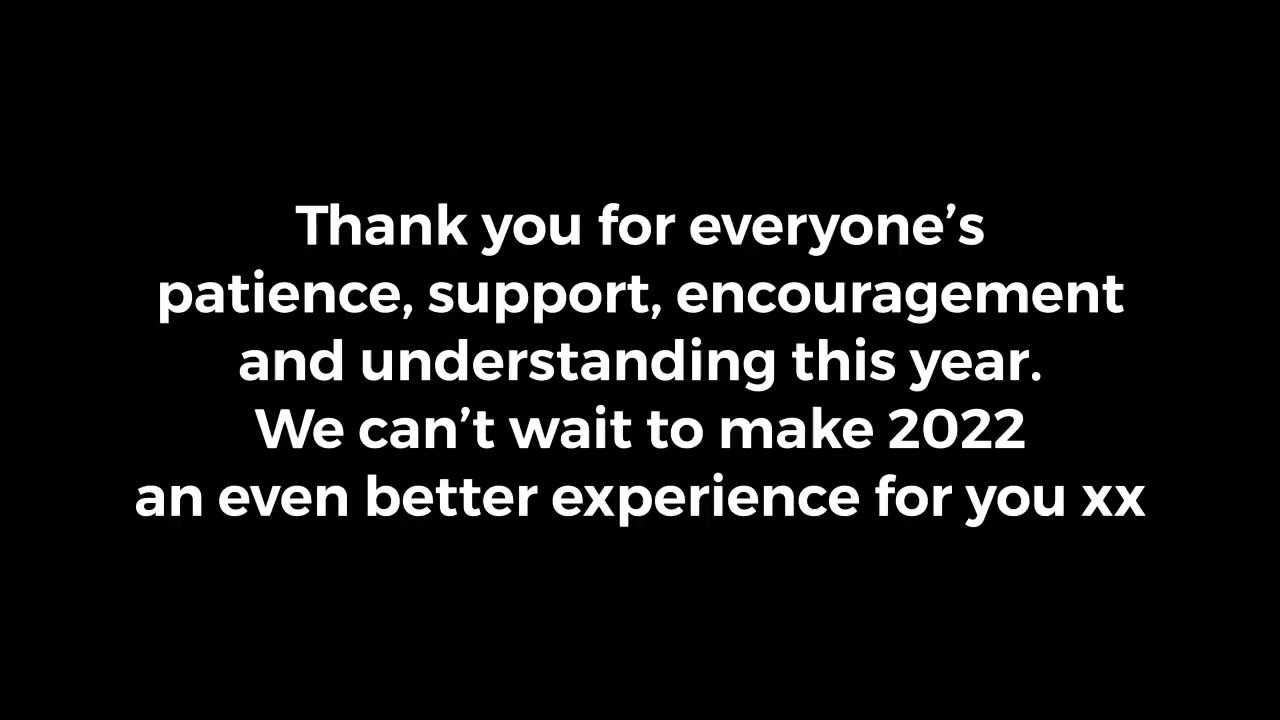 Thank you for everyone’s
patience, support, encouragement
and understanding this year.
We can’t wait to make 2022
an even better experience for you xx